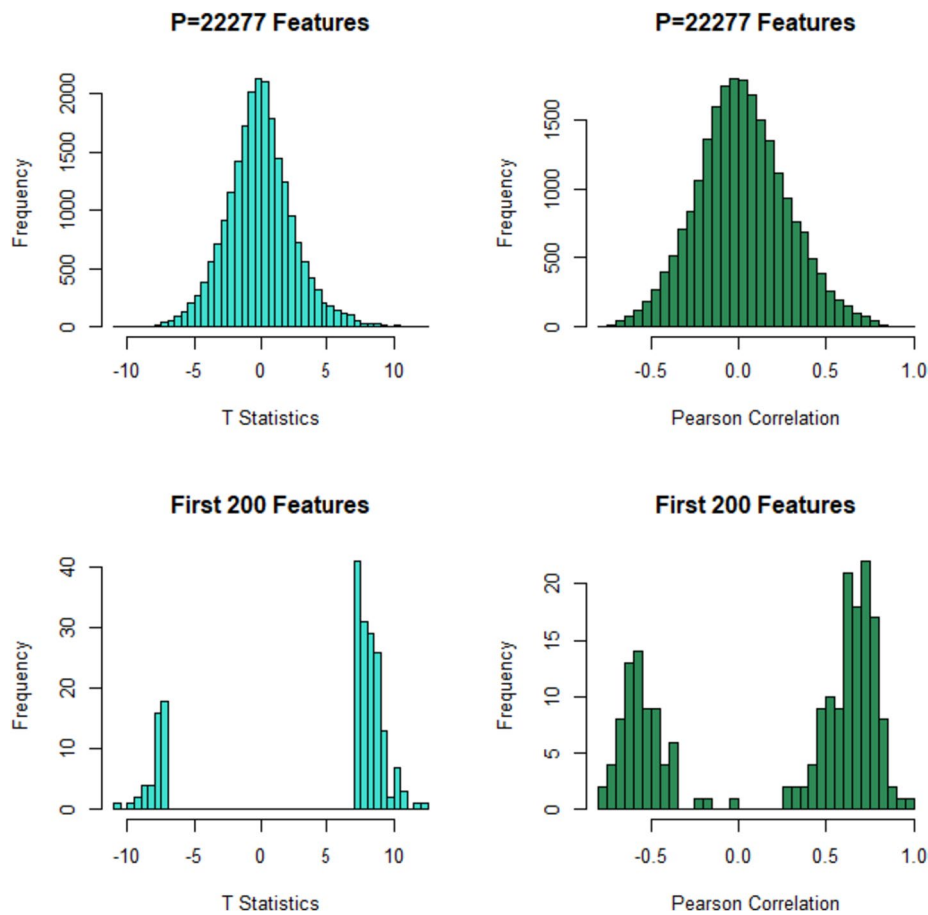 P=22277 Features
Frequency
0 500 1000 1500 2000
-10 -5 0 5 10
T Statistics
P=22277 Features
Frequency
0 500 1000 1500
-0.5 0.0 0.5 1.0
Pearson Correlation
First 200 Features
Frequency
0 10 20 30 40
-10 -5 0 5 10
T Statistics
First 200 Features
Frequency
0 5 10 15 20
-0.5 0.0 0.5 1.0
Pearson Correlation